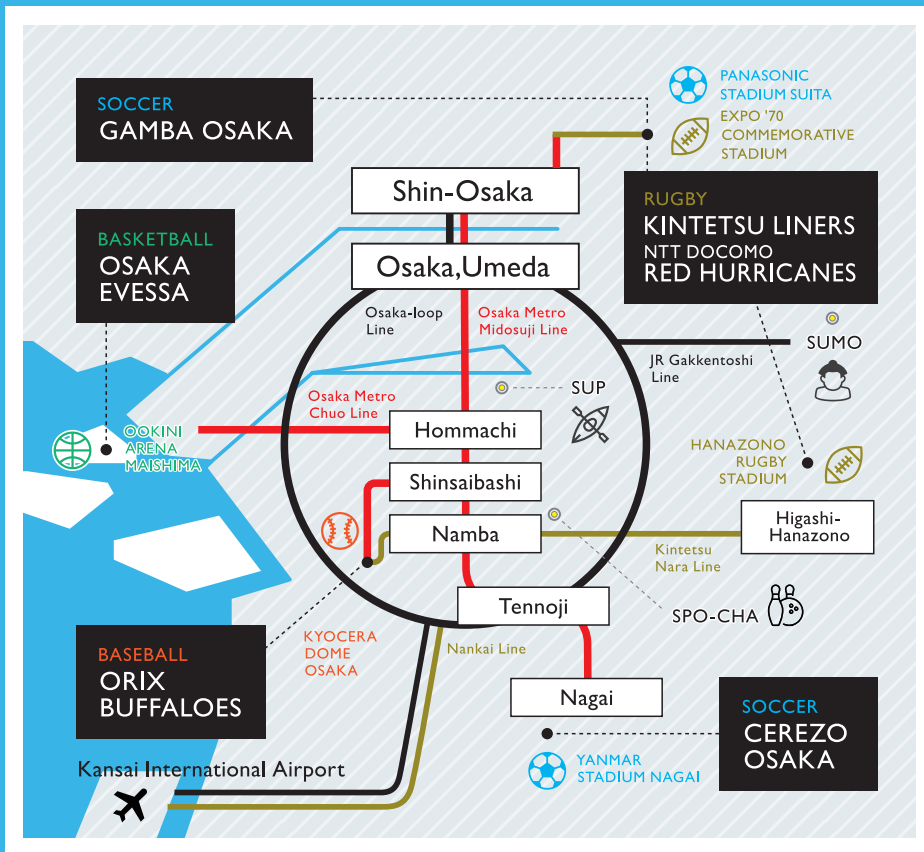 SOCCER
GAMBA OSAKA
PANASONIC
STADIUM SUITA
EXPO '70
COMMEMORATIVE
STADIUM
Shin-Osaka
RUGBY
KINTETSU LINERS
NTT DOCOMO
RED HURRICANES
BASKETBALL
OSAKA
EVESSA
Osaka,Umeda
Osaka-loop
Line
Osaka Metro
Midosuji Line
SUMO
JR Gakkentoshi
Line
SUP
Osaka Metro
Chuo Line
OOKINI
ARENA
MAISHIMA
Hommachi
HANAZONO
RUGBY
STADIUM
Shinsaibashi
Namba
Higashi-
Hanazono
Kintetsu
Nara Line
Tennoji
SPO-CHA
KYOCERA
DOME
OSAKA
Nankai Line
BASEBALL
ORIX
BUFFALOES
Nagai
SOCCER
CEREZO
OSAKA
YANMAR
STADIUM NAGAI
Kansai International Airport